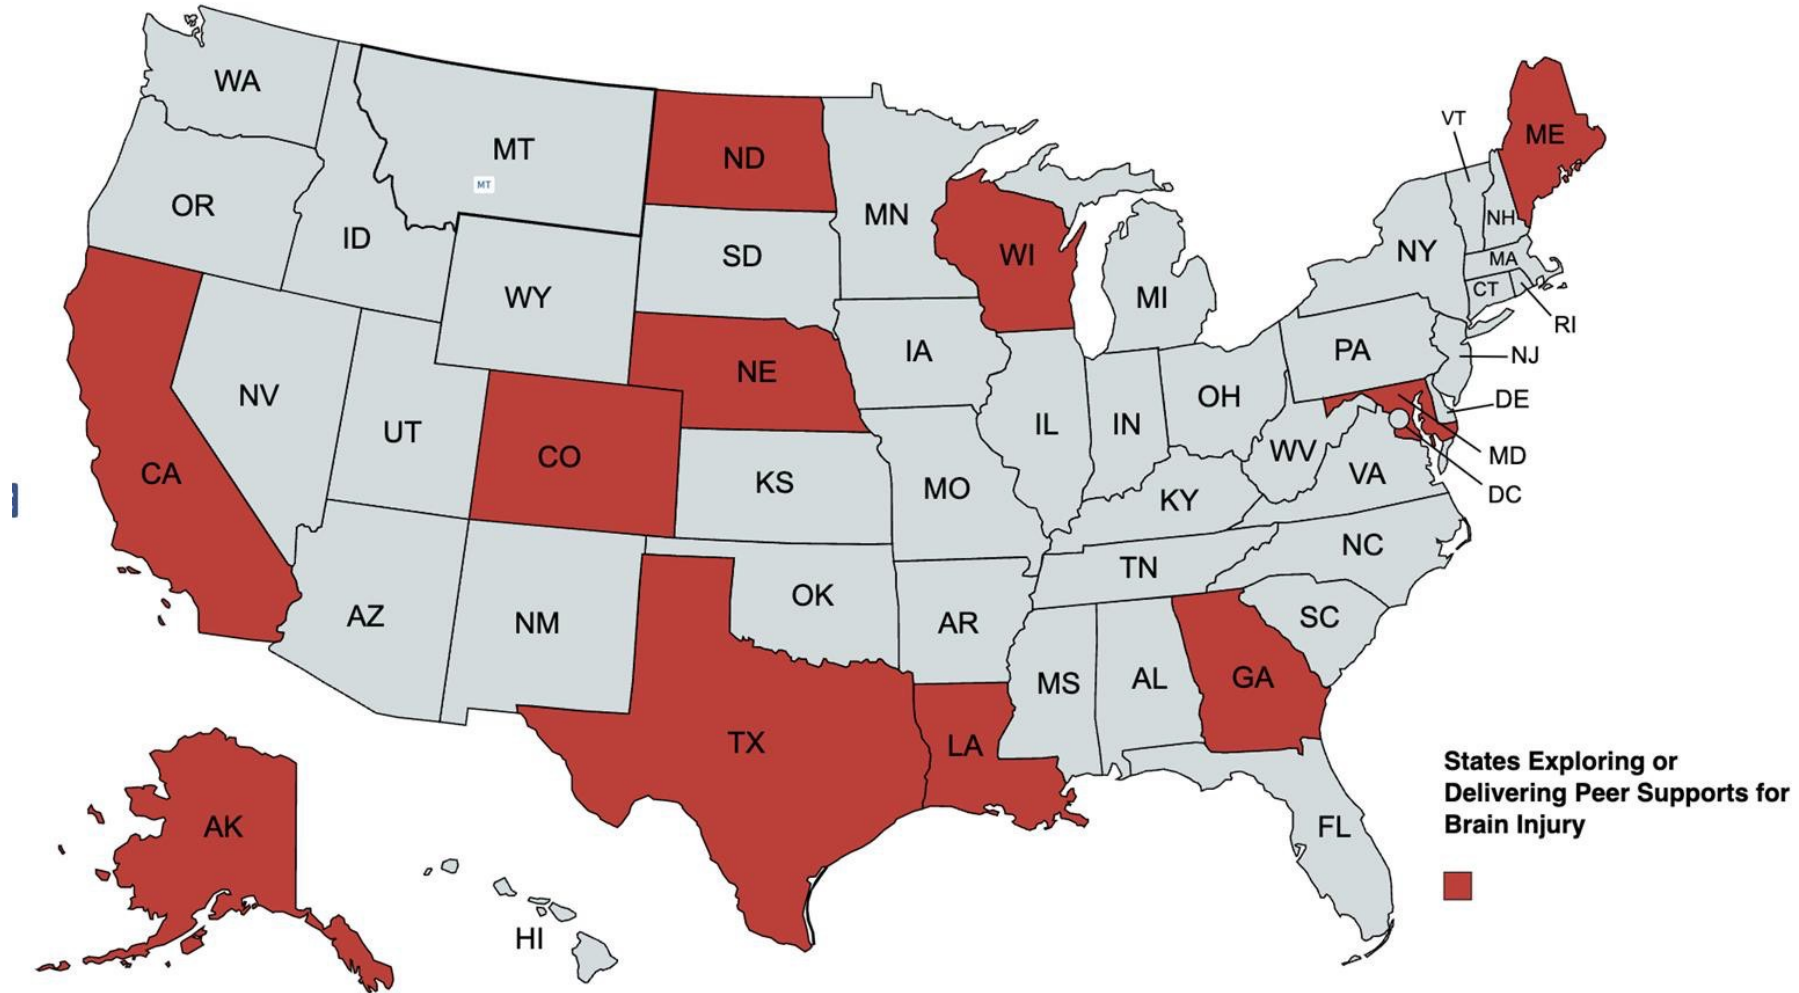 WA
MT
MT
ND
OR
ID
WY
SD
MN
WI
MI
NY
VT
NH
ME
MA
CT
RI
NJ
DE
MD
DC
PA
NV
UT
CO
NE
IA
KS
MO
IL
IN
OH
WV
VA
KY
CA
AZ
NM
OK
AR
TN
NC
SC
TX
LA
MS
AL
GA
FL
AK
HI
States Exploring or
Delivering Peer Supports for
Brain Injury